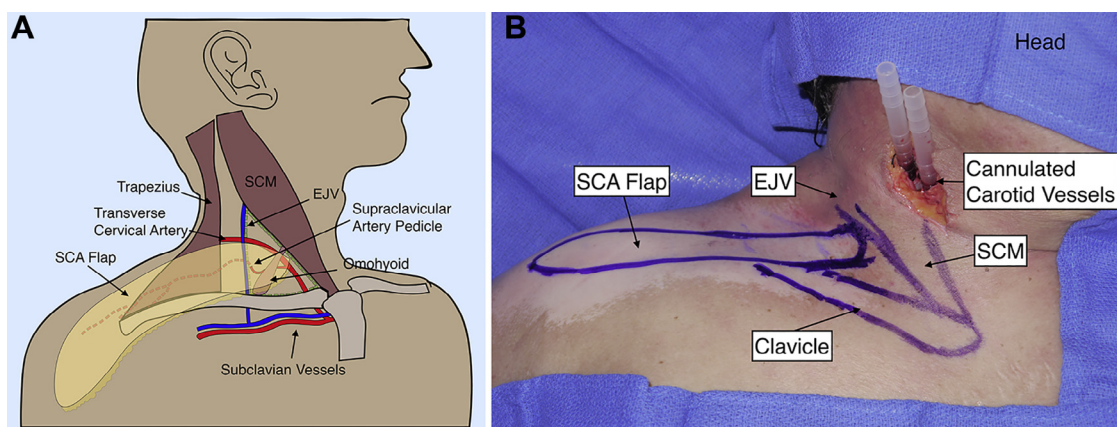 A
Trapezius
Transverse
Cervical Artery
SCA Flap
SCM
EJV
Supraclavicular
Artery Pedicle
Omohyoid
Subclavian Vessels
B
Head
SCA Flap
EJV
Cannulated
Carotid Vessels
SCM
Clavicle